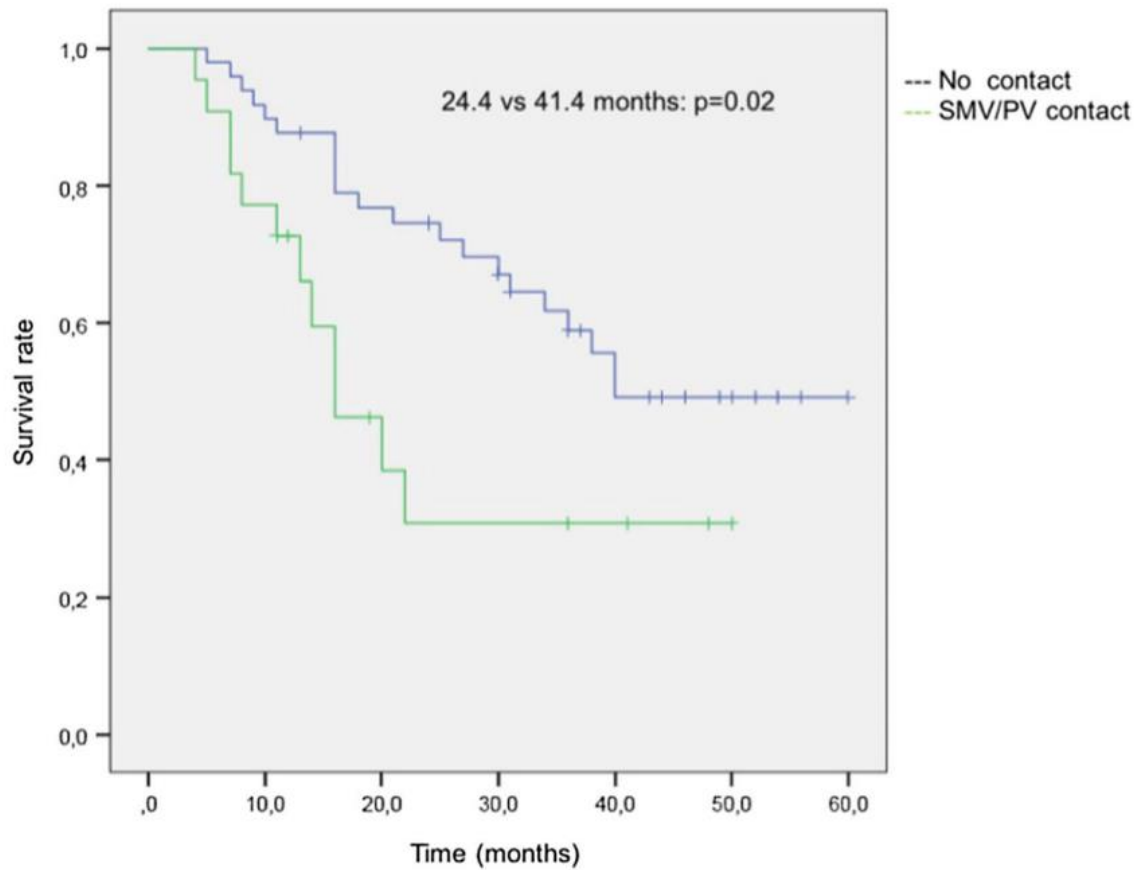 1,0
0,8
0,6
0,4
0,2
0,0
Survival rate
24.4 vs 41.4 months: p=0.02
No contact
SMV/PV contact
,0 10,0 20,0 30,0 40,0 50,0 60,0
Time (months)